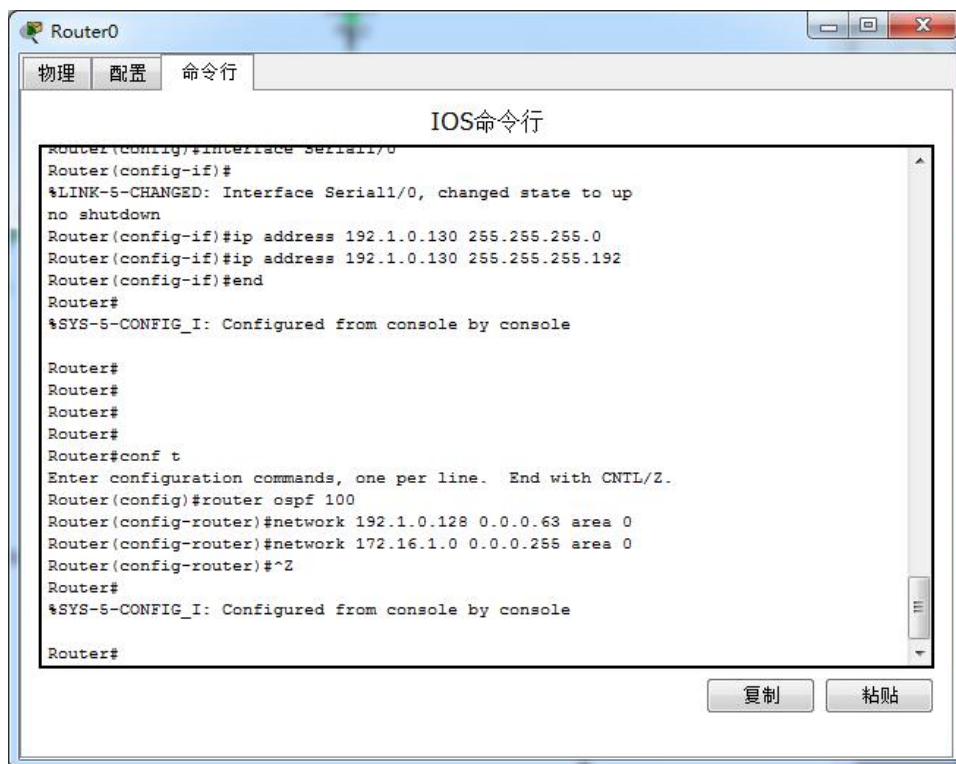 Router0
物理 配置 命令行
IOS命令行
Router(config)#interface Serial1/0
Router(config-if)#
%LINK-5-CHANGED: Interface Serial1/0, changed state to up
no shutdown
Router(config-if)#ip address 192.1.0.130 255.255.255.0
Router(config-if)#ip address 192.1.0.130 255.255.255.192
Router(config-if)#end
Router#
%SYS-5-CONFIG_I: Configured from console by console
Router#
Router#
Router#
Router#
Router#conf t
Enter configuration commands, one per line.  End with CNTL/Z.
Router(config)#router ospf 100
Router(config-router)#network 192.1.0.128 0.0.0.63 area 0
Router(config-router)#network 172.16.1.0 0.0.0.255 area 0
Router(config-router)#^Z
Router#
%SYS-5-CONFIG_I: Configured from console by console
Router#
复制 粘贴